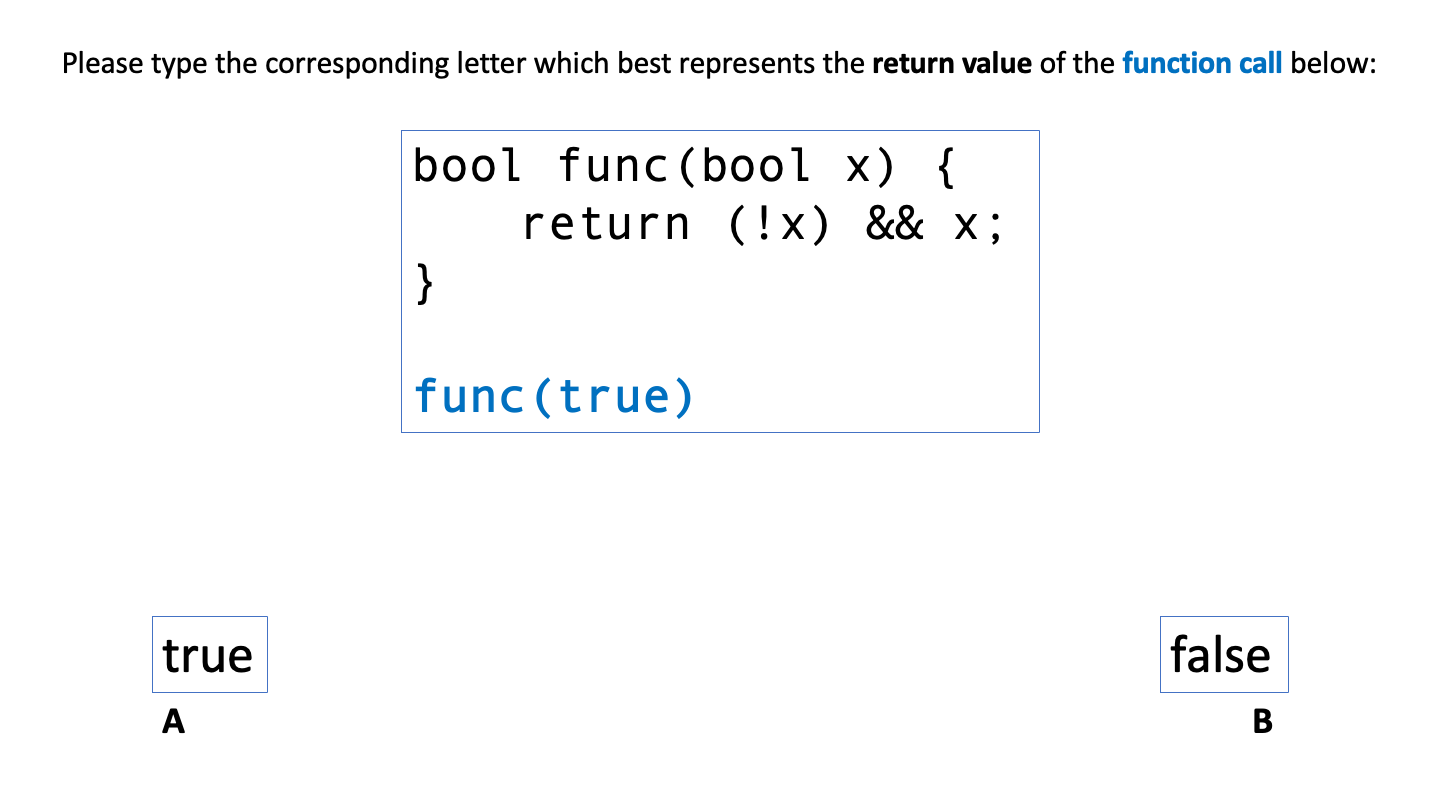 Please type the corresponding letter which best represents the return value of the function call below:
bool func(bool x) {
    return (!x) && x;
}
func(true)
true
false
A
B